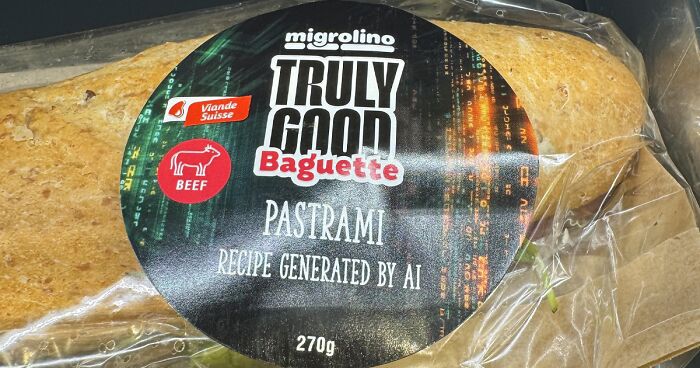 migrolino
TRULY
GOOD
Baguette
Viande
Suisse
BEEF
PASTRAMI
RECIPE GENERATED BY AI
270g